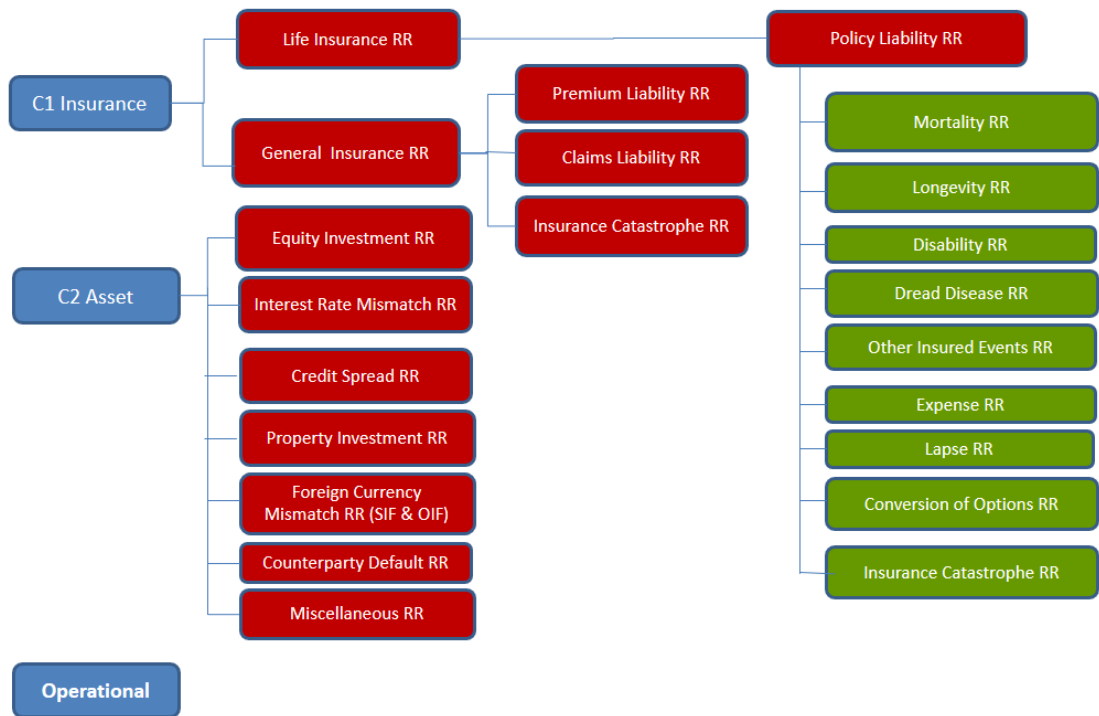 C1 Insurance
Life Insurance RR
General Insurance RR
Policy Liability RR
Premium Liability RR
Claims Liability RR
Insurance Catastrophe RR
Mortality RR
Longevity RR
Disability RR
Dread Disease RR
Other Insured Events RR
Expense RR
Lapse RR
Conversion of Options RR
Insurance Catastrophe RR
C2 Asset
Equity Investment RR
Interest Rate Mismatch RR
Credit Spread RR
Property Investment RR
Foreign Currency
Mismatch RR (SIF & OIF)
Counterparty Default RR
Miscellaneous RR
Operational